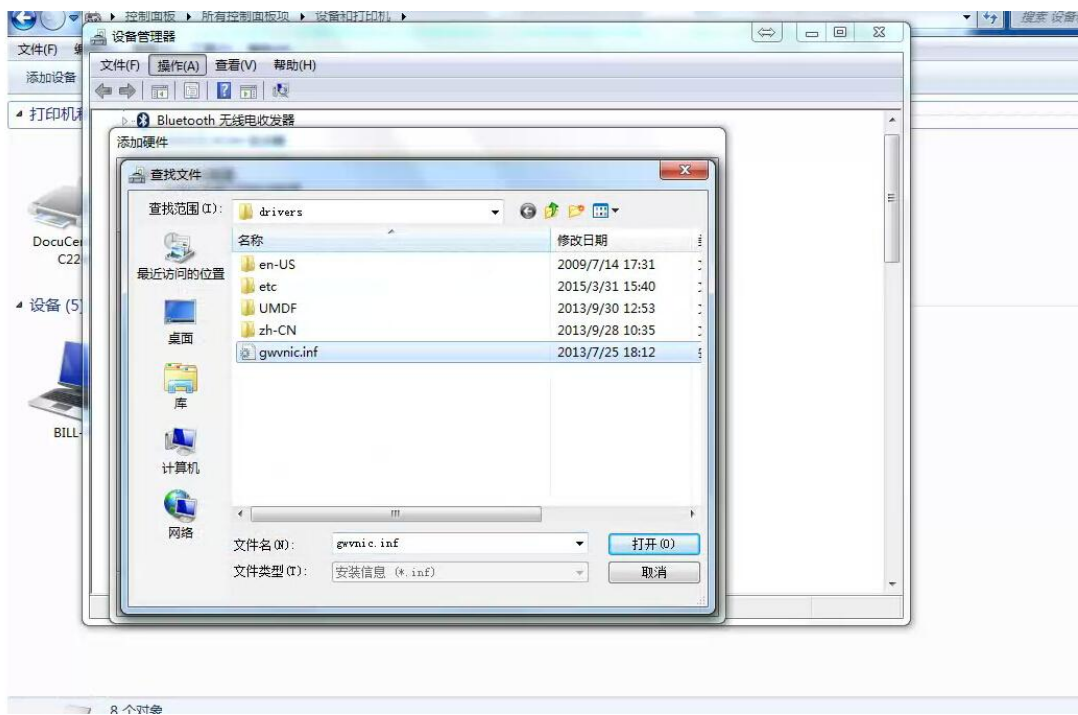 控制面板 ▸ 所有控制面板项 ▸ 设备和打印机 ▸
搜索 设备
设备管理器
文件(F)
文件(F) 操作(A) 查看(V) 帮助(H)
添加设备
打印机
Bluetooth 无线电收发器
添加硬件
查找文件
查找范围(I): drivers
名称 修改日期
en-US 2009/7/14 17:31
etc 2015/3/31 15:40
UMDF 2013/9/30 12:53
zh-CN 2013/9/28 10:35
gwvnic.inf 2013/7/25 18:12
最近访问的位置
桌面
库
计算机
网络
DocuCe
C22
设备 (5)
BILL-
文件名(N): gwvnic.inf 打开(O)
文件类型(T): 安装信息 (*.inf) 取消
8 个对象